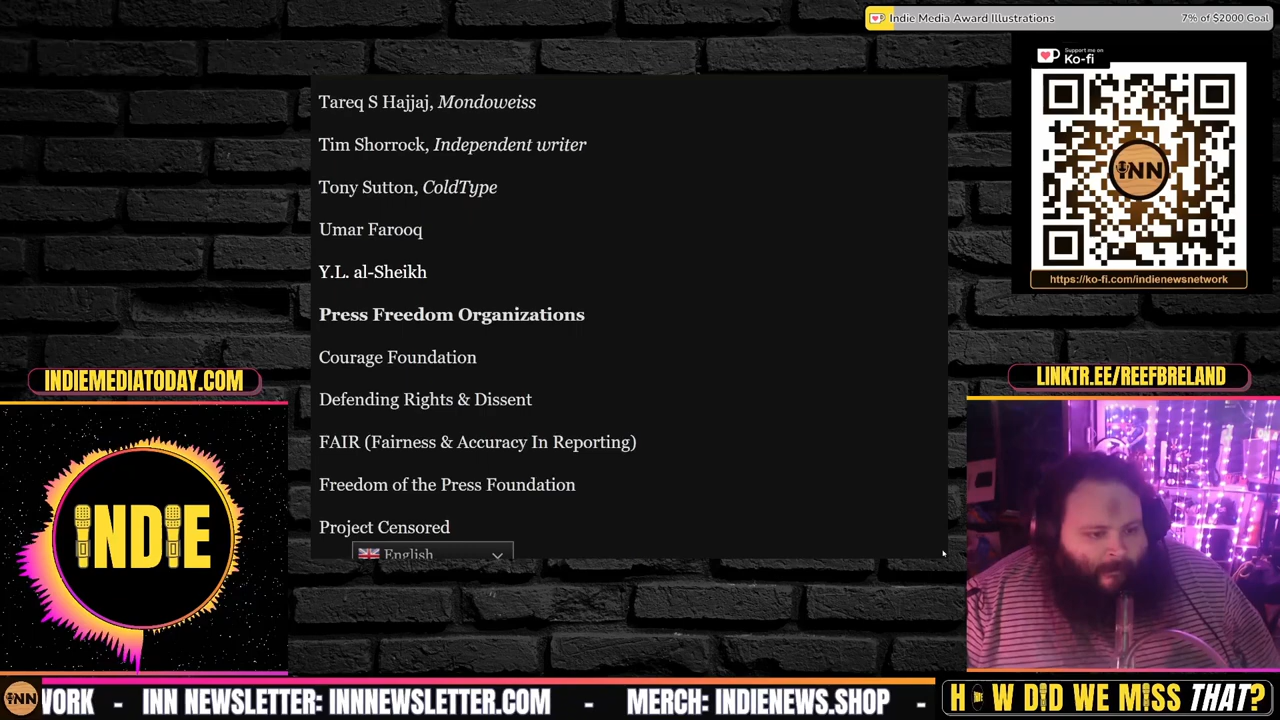 Indie Media Award Illustrations 7% of $2000 Goal
Support me on
Ko-fi
INN
https://ko-fi.com/indienewsnetwork
Tareq S Hajjaj, Mondoweiss
Tim Shorrock, Independent writer
Tony Sutton, ColdType
Umar Farooq
Y.L. al-Sheikh
Press Freedom Organizations
Courage Foundation
Defending Rights & Dissent
FAIR (Fairness & Accuracy In Reporting)
Freedom of the Press Foundation
Project Censored
English
INDIEMEDIATODAY.COM
INDIE
LINKTR.EE/REEFBRELAND
INN WORK - INN NEWSLETTER: INNNEWSLETTER.COM - MERCH: INDIENEWS.SHOP -
HOW DID WE MISS THAT?